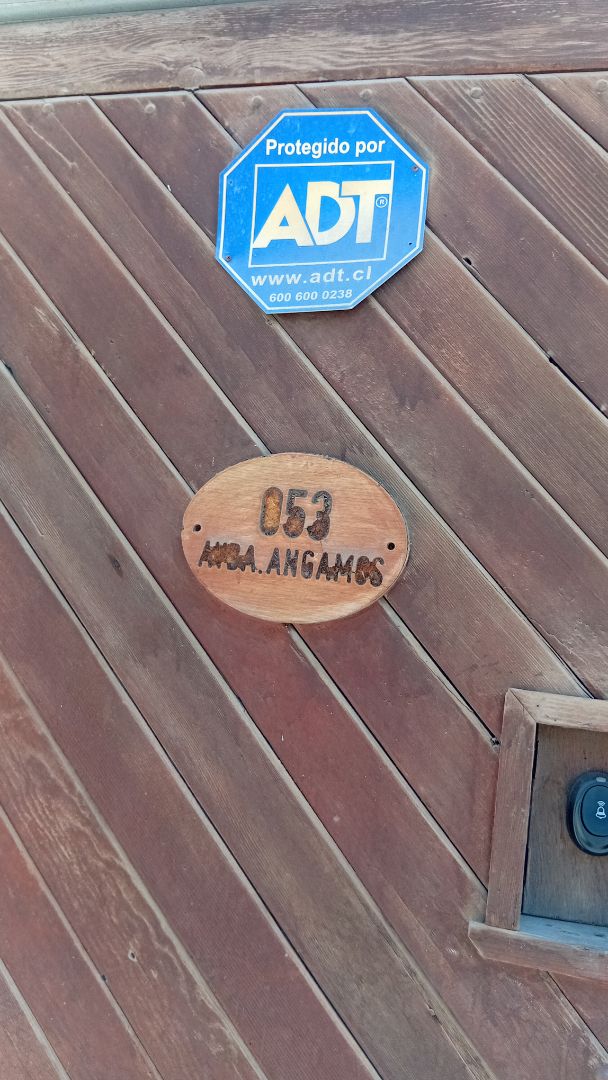 Protegido por
ADT®
www.adt.cl
600 600 0238
053
AVDA.ANGAMOS